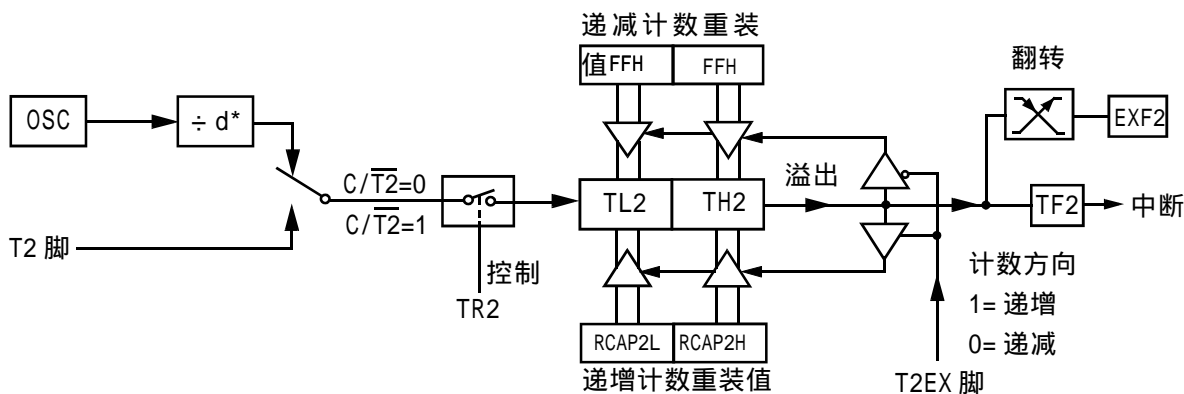 递减计数重装
值FFH
FFH
翻转
OSC
÷ d*
EXF2
C/T2=0
C/T2=1
TL2
TH2
溢出
TF2
中断
T2 脚
控制
TR2
计数方向
1= 递增
0= 递减
RCAP2L
RCAP2H
递增计数重装值
T2EX 脚